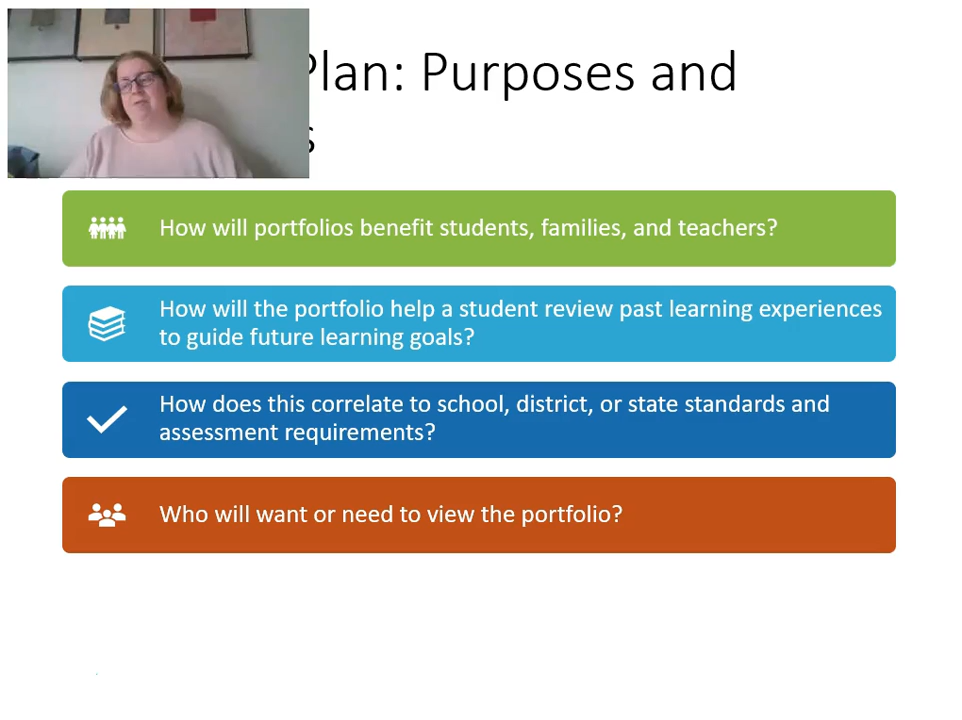 Plan: Purposes and
s
How will portfolios benefit students, families, and teachers?
How will the portfolio help a student review past learning experiences
to guide future learning goals?
How does this correlate to school, district, or state standards and
assessment requirements?
Who will want or need to view the portfolio?